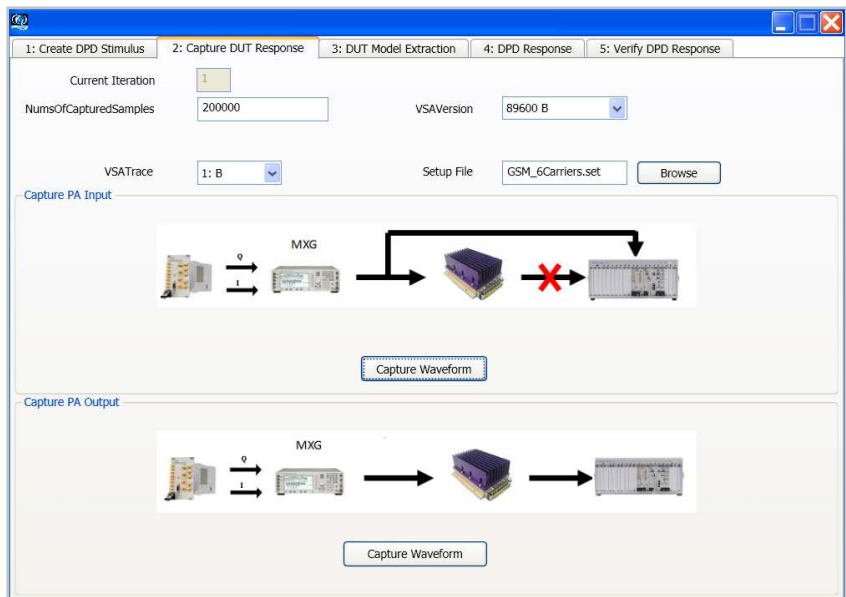 1: Create DPD Stimulus
2: Capture DUT Response
3: DUT Model Extraction
4: DPD Response
5: Verify DPD Response
Current Iteration
1
NumsOfCapturedSamples
200000
VSAVersion
89600 B
VSATrace
1: B
Setup File
GSM_6Carriers.set
Browse
Capture PA Input
Q
I
MXG
Capture Waveform
Capture PA Output
Q
I
MXG
Capture Waveform